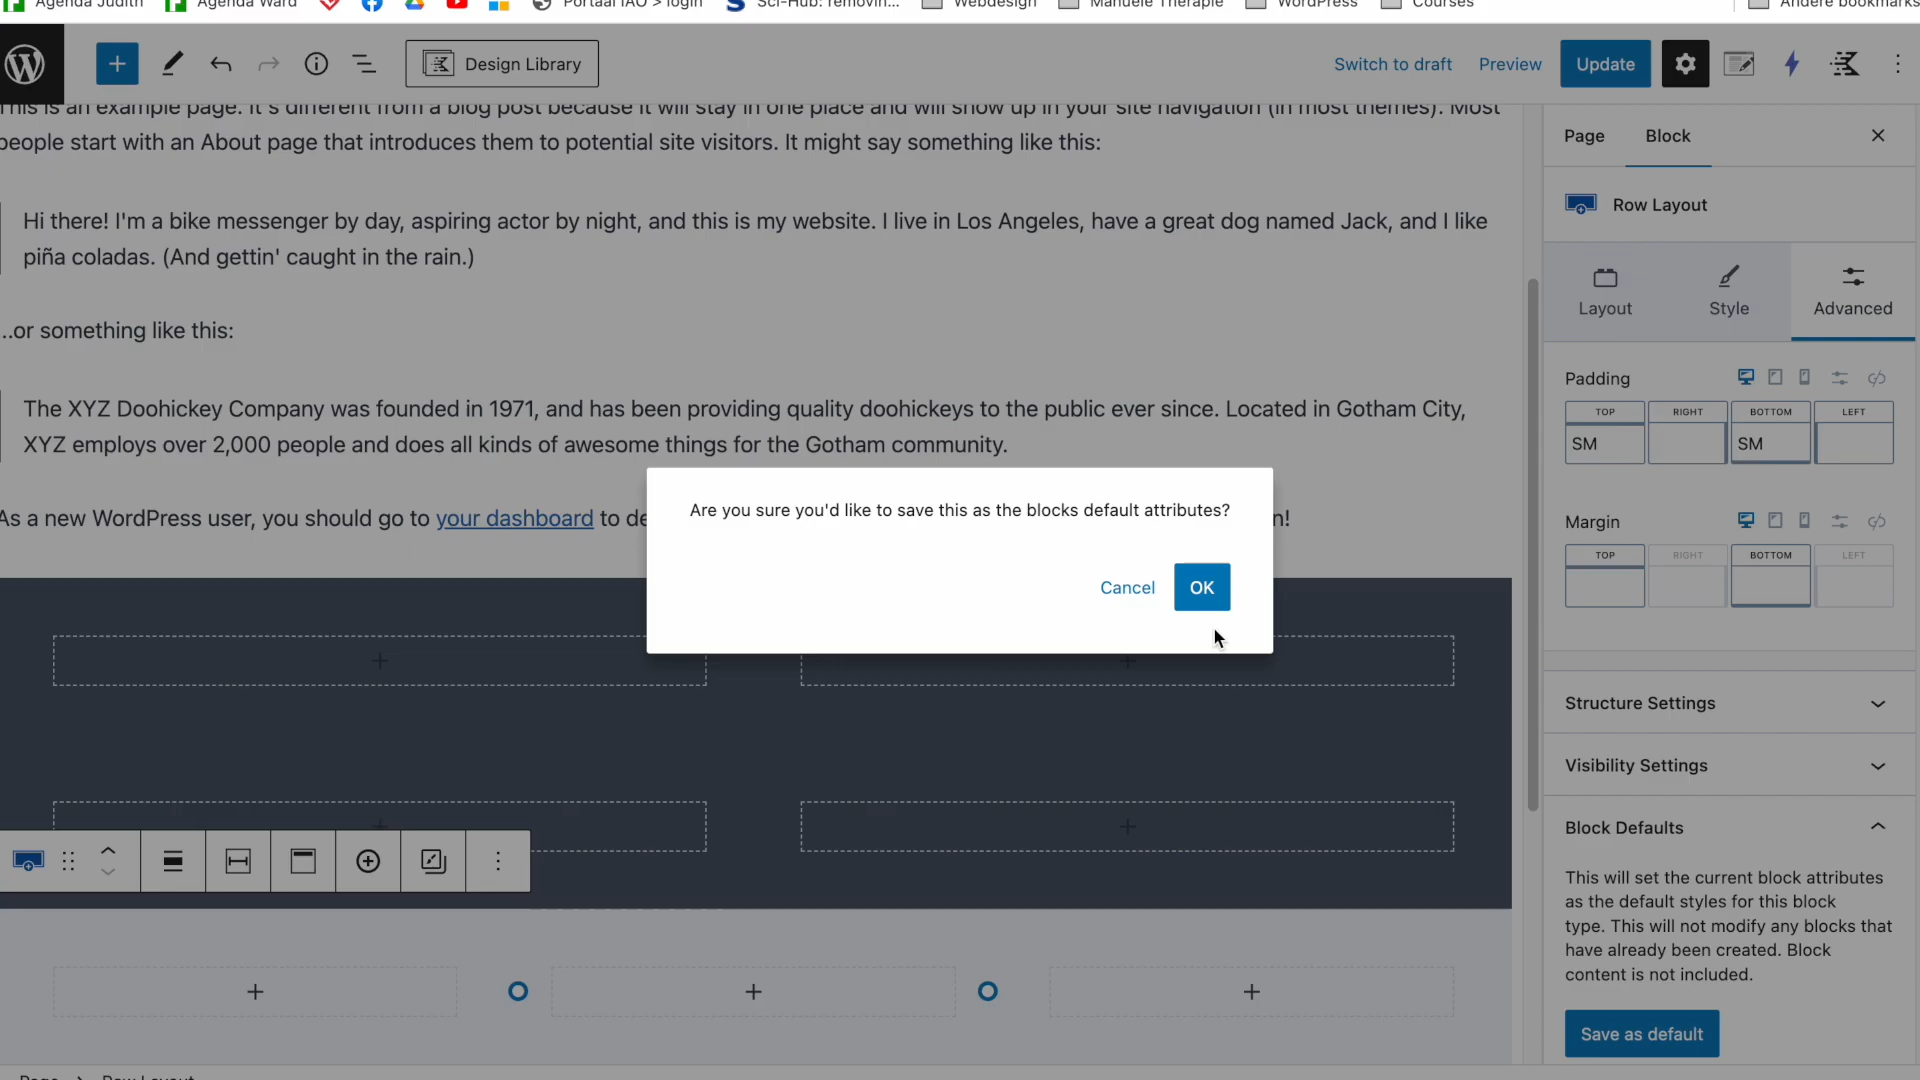 Agenda Judith Agenda Ward Portaal IAO > login Sci-Hub: removin... Webdesign Manuele Therapie WordPress Courses Andere bookmarks
Design Library Switch to draft Preview Update
This is an example page. It's different from a blog post because it will stay in one place and will show up in your site navigation (in most themes). Most
people start with an About page that introduces them to potential site visitors. It might say something like this:
Hi there! I'm a bike messenger by day, aspiring actor by night, and this is my website. I live in Los Angeles, have a great dog named Jack, and I like
piña coladas. (And gettin' caught in the rain.)
...or something like this:
The XYZ Doohickey Company was founded in 1971, and has been providing quality doohickeys to the public ever since. Located in Gotham City,
XYZ employs over 2,000 people and does all kinds of awesome things for the Gotham community.
As a new WordPress user, you should go to your dashboard to de
n!
Are you sure you'd like to save this as the blocks default attributes?
Cancel OK
Page Block
Row Layout
Layout Style Advanced
Padding
TOP RIGHT BOTTOM LEFT
SM SM
Margin
TOP RIGHT BOTTOM LEFT
Structure Settings
Visibility Settings
Block Defaults
This will set the current block attributes
as the default styles for this block
type. This will not modify any blocks that
have already been created. Block
content is not included.
Save as default
Page > Row Layout